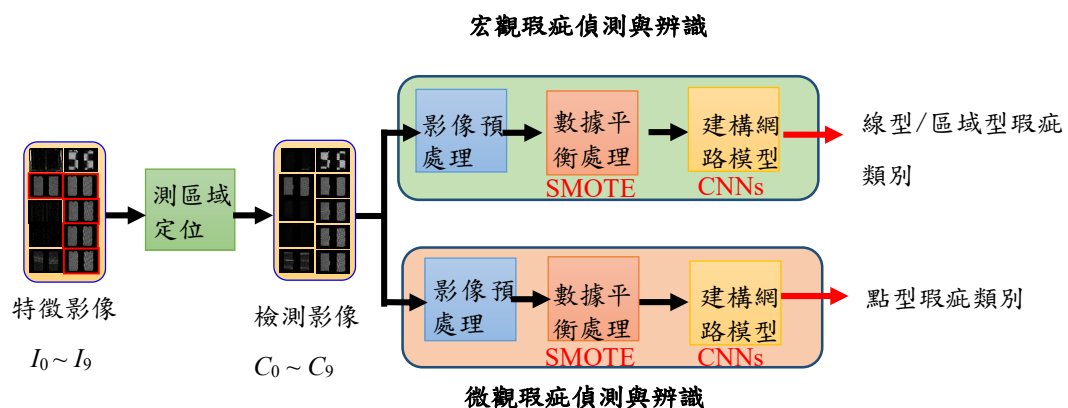 宏觀瑕疵偵測與辨識
影像預
處理
數據平
衡處理
SMOTE
建構網
路模型
CNNs
線型/區域型瑕疵
類別
測區域
定位
特徵影像
I₀ ~ I₉
檢測影像
C₀ ~ C₉
影像預
處理
數據平
衡處理
SMOTE
建構網
路模型
CNNs
點型瑕疵類別
微觀瑕疵偵測與辨識